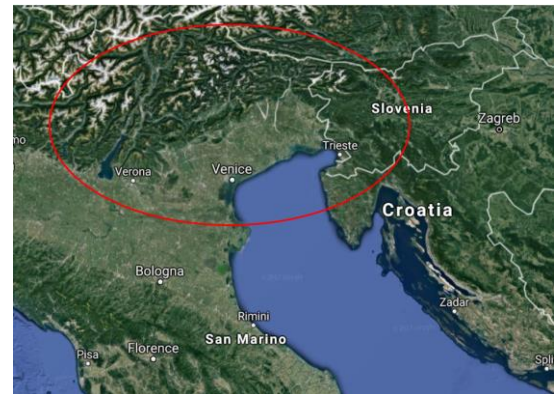 Slovenia
Zagreb
Trieste
Verona
Venice
Croatia
Bologna
Rimini
Zadar
San Marino
Pisa
Florence